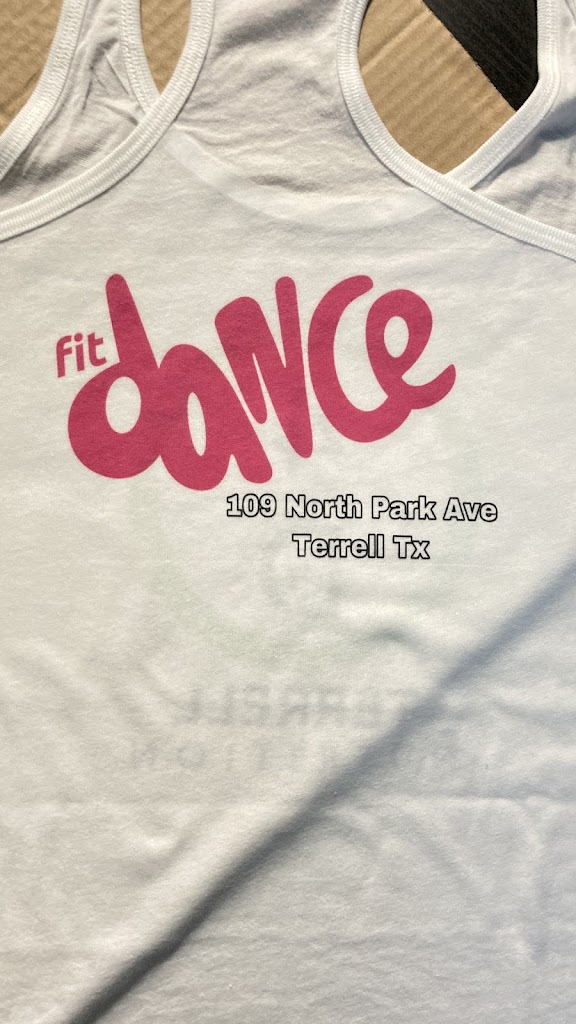 fit
dance
109 North Park Ave
Terrell Tx